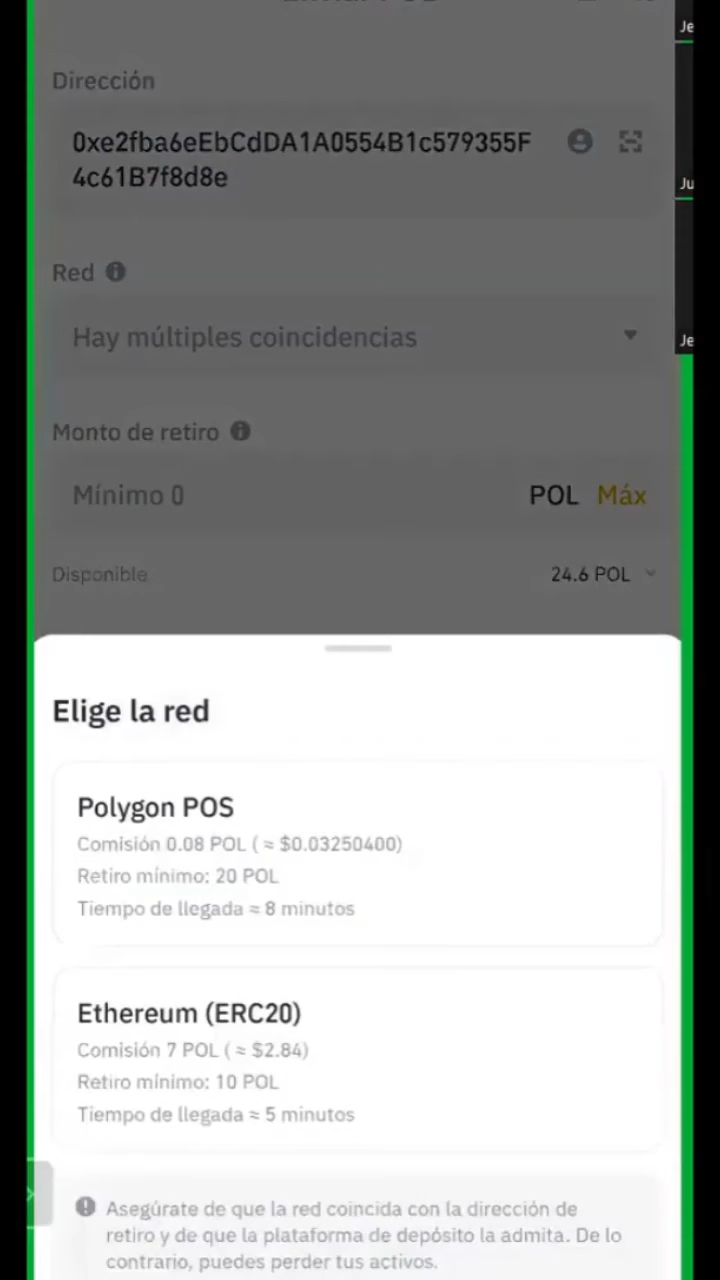 Je
Dirección
0xe2fba6eEbCdDA1A0554B1c579355F
4c61B7f8d8e
Ju
Red
Hay múltiples coincidencias
Je
Monto de retiro
Mínimo 0
POL Máx
Disponible
24.6 POL
Elige la red
Polygon POS
Comisión 0.08 POL ( ≈ $0.03250400)
Retiro mínimo: 20 POL
Tiempo de llegada ≈ 8 minutos
Ethereum (ERC20)
Comisión 7 POL ( ≈ $2.84)
Retiro mínimo: 10 POL
Tiempo de llegada ≈ 5 minutos
Asegúrate de que la red coincida con la dirección de
retiro y de que la plataforma de depósito la admita. De lo
contrario, puedes perder tus activos.